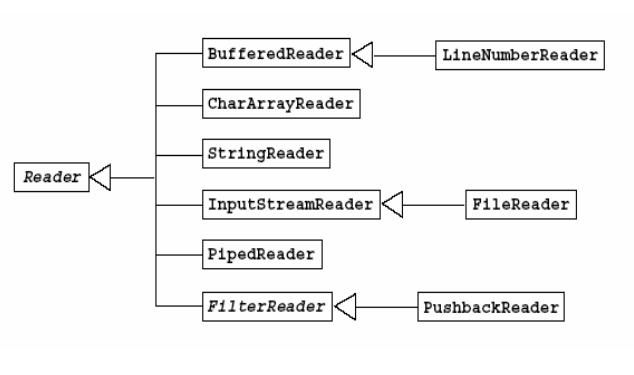 BufferedReader LineNumberReader
CharArrayReader
StringReader
Reader
InputStreamReader FileReader
PipedReader
FilterReader PushbackReader